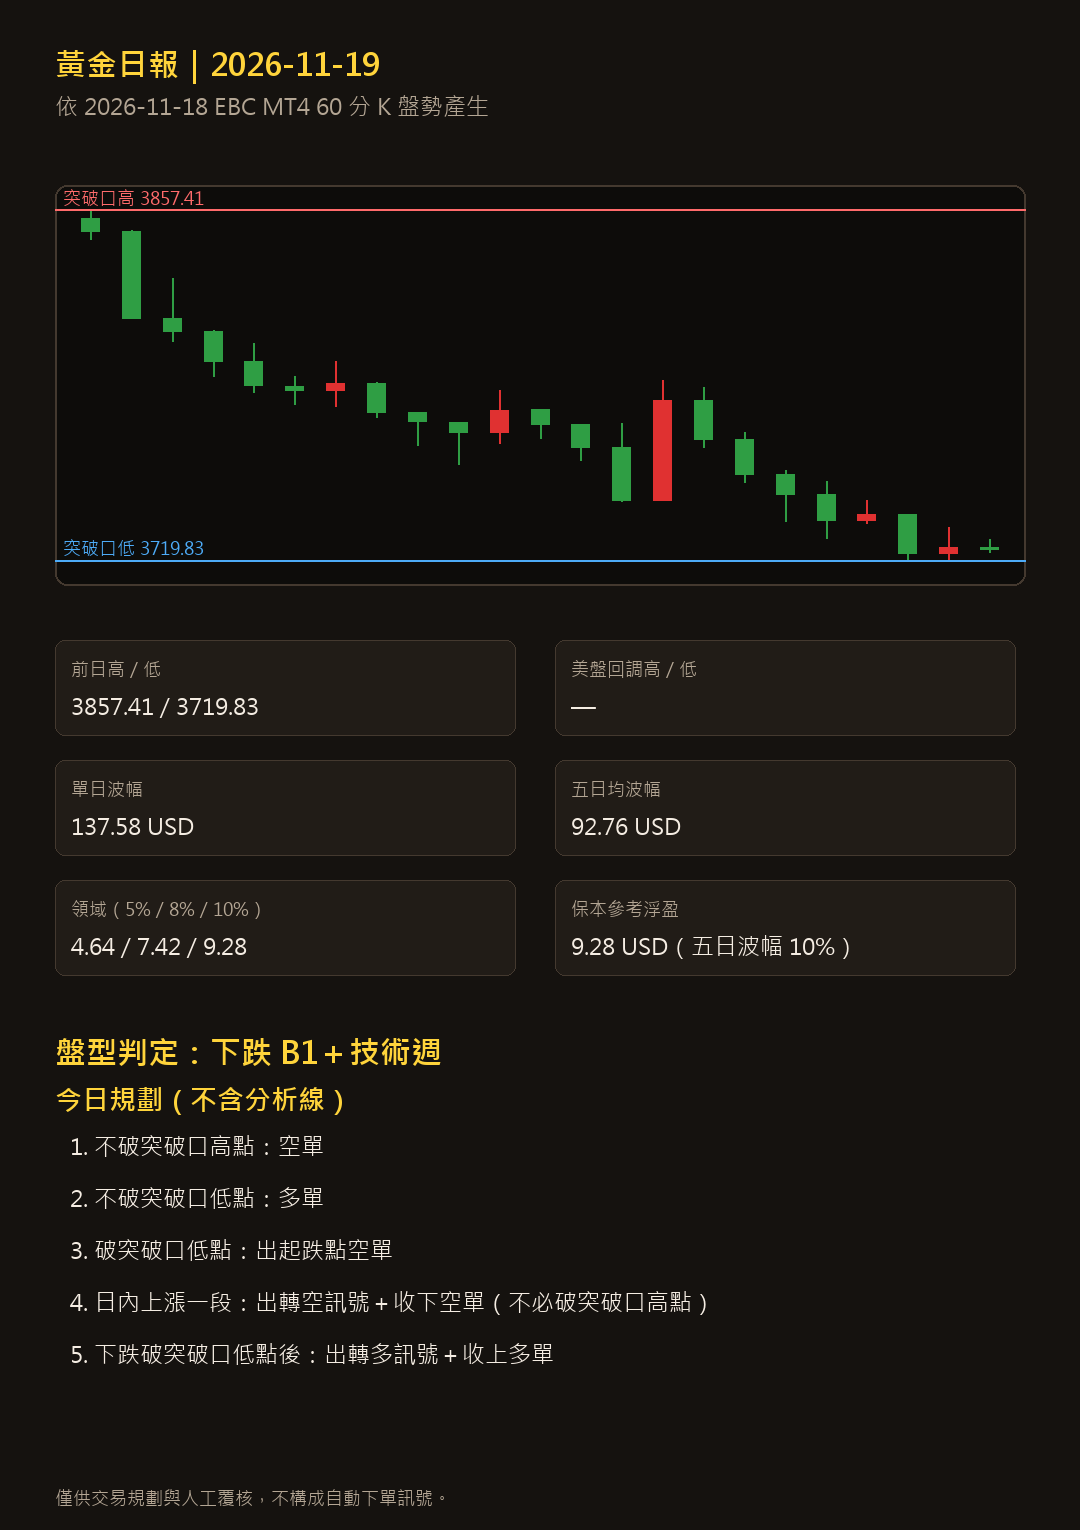 黃金日報 | 2026-11-19
依 2026-11-18 EBC MT4 60 分 K 盤勢產生
突破口高 3857.41
突破口低 3719.83
前日高 / 低
3857.41 / 3719.83
美盤回調高 / 低
—
單日波幅
137.58 USD
五日均波幅
92.76 USD
領域（5% / 8% / 10%）
4.64 / 7.42 / 9.28
保本參考浮盈
9.28 USD（五日波幅 10%）
盤型判定：下跌 B1＋技術週
今日規劃（不含分析線）
1. 不破突破口高點：空單
2. 不破突破口低點：多單
3. 破突破口低點：出起跌點空單
4. 日內上漲一段：出轉空訊號＋收下空單（不必破突破口高點）
5. 下跌破突破口低點後：出轉多訊號＋收上多單
僅供交易規劃與人工覆核，不構成自動下單訊號。